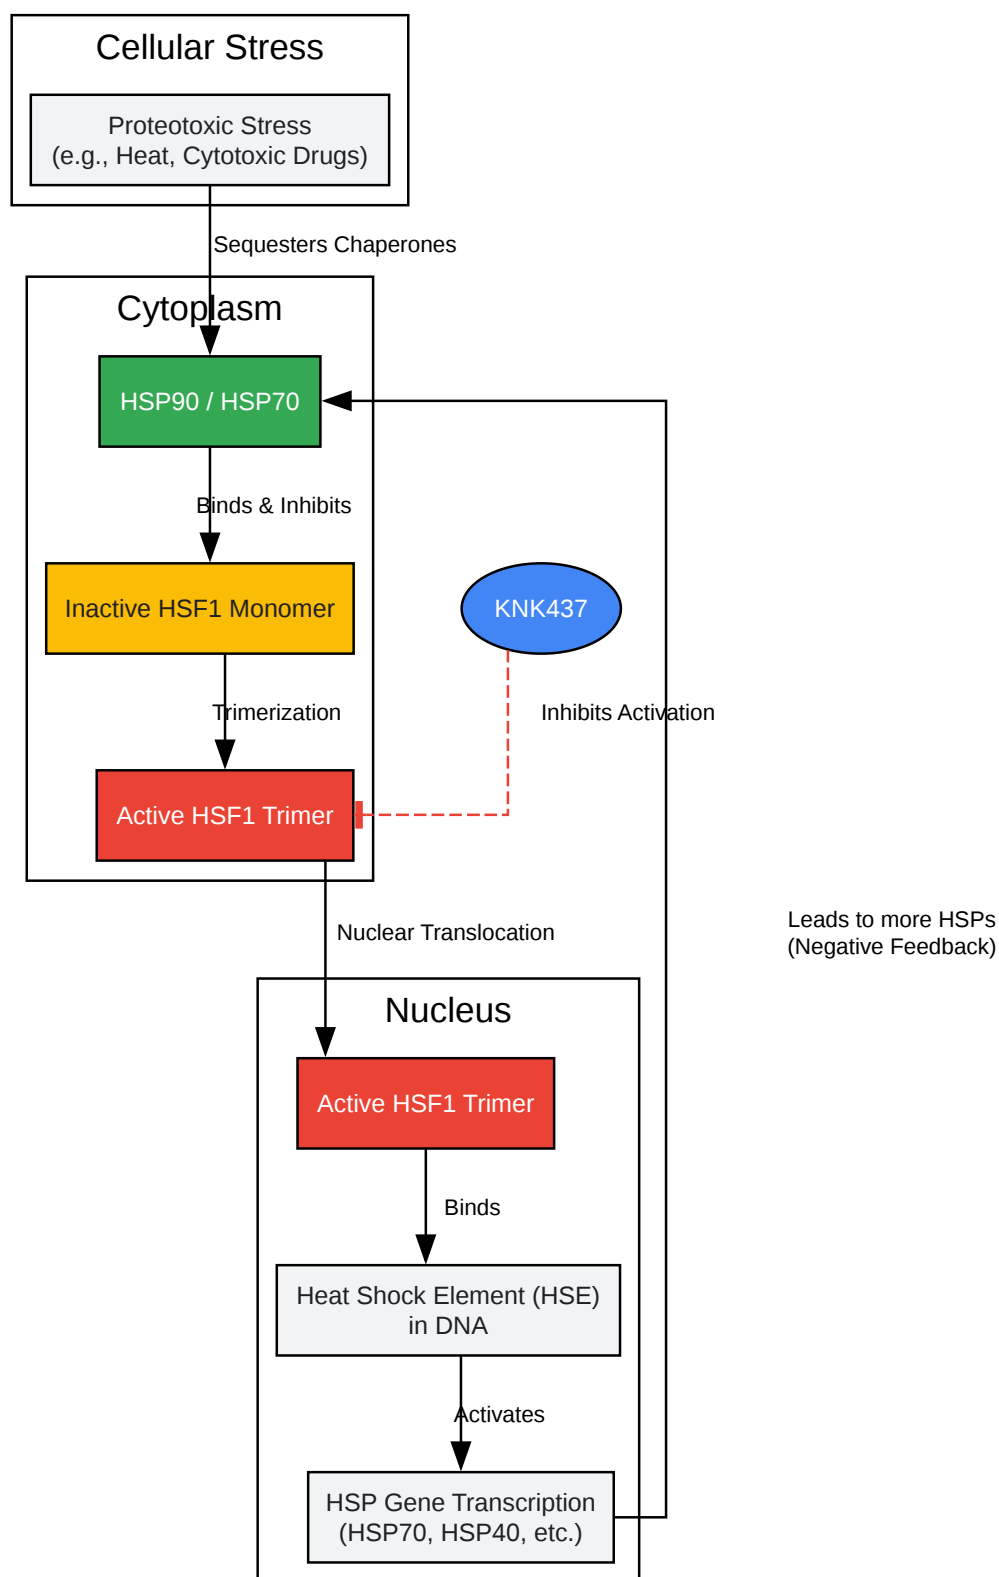 Cellular Stress
Proteotoxic Stress
(e.g., Heat, Cytotoxic Drugs)
Sequesters Chaperones
Cytoplasm
HSP90 / HSP70
Binds & Inhibits
Inactive HSF1 Monomer
KNK437
Trimerization
Inhibits Activation
Active HSF1 Trimer
Leads to more HSPs
(Negative Feedback)
Nuclear Translocation
Nucleus
Active HSF1 Trimer
Binds
Heat Shock Element (HSE)
in DNA
Activates
HSP Gene Transcription
(HSP70, HSP40, etc.)